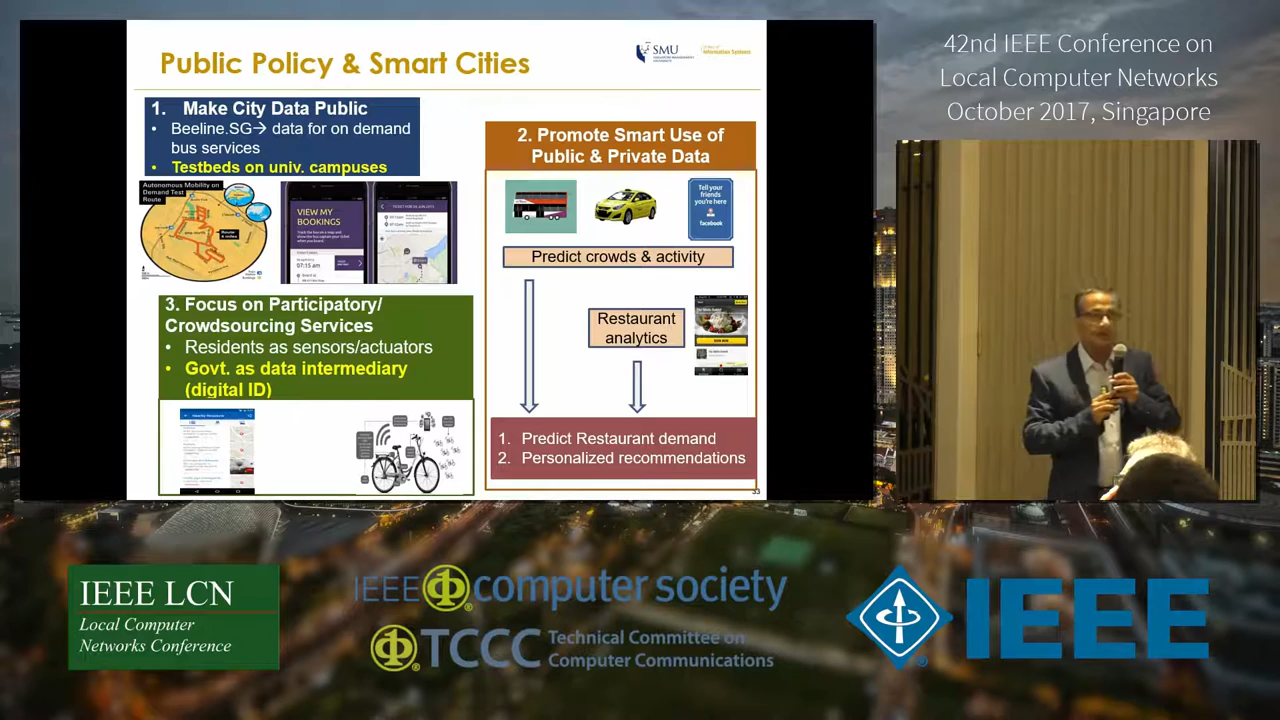 Public Policy & Smart Cities
SMU
1. Make City Data Public
• Beeline.SG→ data for on demand
bus services
• Testbeds on univ. campuses
Autonomous Mobility on
Demand Test
Route
VIEW MY
BOOKINGS
07:15 am
2. Promote Smart Use of
Public & Private Data
Tell your
friends
you're here
facebook
Predict crowds & activity
Restaurant
analytics
1. Predict Restaurant demand
2. Personalized recommendations
3. Focus on Participatory/
Crowdsourcing Services
• Residents as sensors/actuators
• Govt. as data intermediary
(digital ID)
33
42nd IEEE Conference on
Local Computer Networks
October 2017, Singapore
IEEE LCN
Local Computer
Networks Conference
IEEE computer society
TCCC Technical Committee on
Computer Communications
IEEE